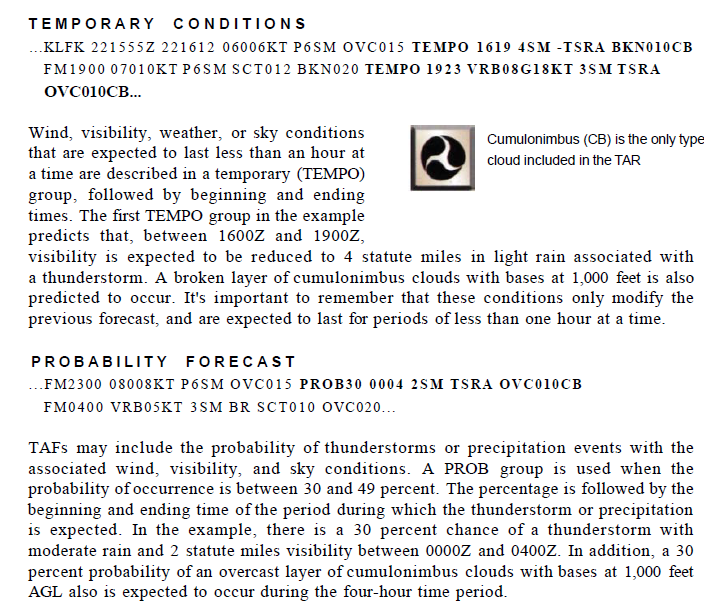 TEMPORARY CONDITIONS
...KLFK 221555Z 221612 06006KT P6SM OVC015 TEMPO 1619 4SM -TSRA BKN010CB
FM1900 07010KT P6SM SCT012 BKN020 TEMPO 1923 VRB08G18KT 3SM TSRA
OVC010CB...
Wind, visibility, weather, or sky conditions
that are expected to last less than an hour at
a time are described in a temporary (TEMPO)
group, followed by beginning and ending
times. The first TEMPO group in the example
predicts that, between 1600Z and 1900Z,
Cumulonimbus (CB) is the only type
cloud included in the TAR
visibility is expected to be reduced to 4 statute miles in light rain associated with
a thunderstorm. A broken layer of cumulonimbus clouds with bases at 1,000 feet is also
predicted to occur. It's important to remember that these conditions only modify the
previous forecast, and are expected to last for periods of less than one hour at a time.
PROBABILITY FORECAST
...FM2300 08008KT P6SM OVC015 PROB30 0004 2SM TSRA OVC010CB
FM0400 VRB05KT 3SM BR SCT010 OVC020...
TAFs may include the probability of thunderstorms or precipitation events with the
associated wind, visibility, and sky conditions. A PROB group is used when the
probability of occurrence is between 30 and 49 percent. The percentage is followed by the
beginning and ending time of the period during which the thunderstorm or precipitation
is expected. In the example, there is a 30 percent chance of a thunderstorm with
moderate rain and 2 statute miles visibility between 0000Z and 0400Z. In addition, a 30
percent probability of an overcast layer of cumulonimbus clouds with bases at 1,000 feet
AGL also is expected to occur during the four-hour time period.